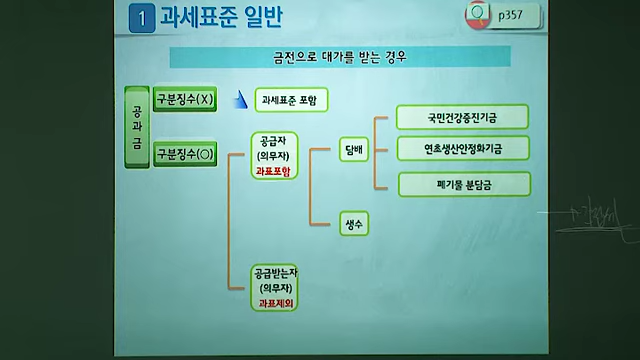 1 과세표준 일반
p357
금전으로 대가를 받는 경우
공과금
구분징수(X)
과세표준 포함
구분징수(○)
공급자
(의무자)
과표포함
담배
국민건강증진기금
연초생산안정화기금
폐기물 분담금
생수
공급받는자
(의무자)
과표제외